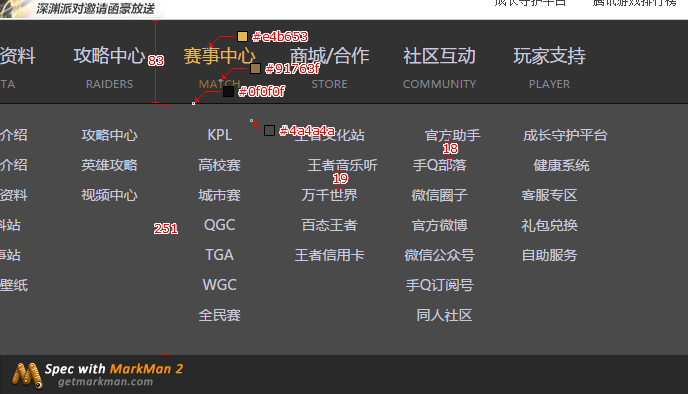 深渊派对邀请函豪放送 成长守护平台 腾讯游戏排行榜
资料 攻略中心 赛事中心 商城/合作 社区互动 玩家支持
83 #e4b653
#91763f
TA RAIDERS MATCH STORE COMMUNITY PLAYER
#0f0f0f
#4a4a4a
介绍 攻略中心 KPL 王者文化站 官方助手 成长守护平台
18
介绍 英雄攻略 高校赛 王者音乐听 手Q部落 健康系统
19
资料 视频中心 城市赛 万千世界 微信圈子 客服专区
251
站 QGC 百态王者 官方微博 礼包兑换
站 TGA 王者信用卡 微信公众号 自助服务
壁纸 WGC 手Q订阅号
全民赛 同人社区
Spec with MarkMan 2
getmarkman.com